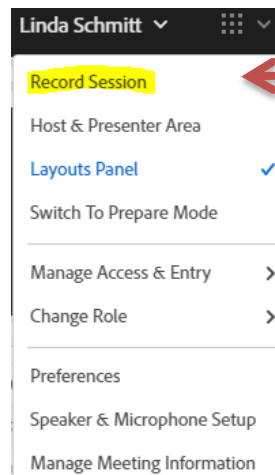 Linda Schmitt
Record Session
Host & Presenter Area
Layouts Panel
Switch To Prepare Mode
Manage Access & Entry
Change Role
Preferences
Speaker & Microphone Setup
Manage Meeting Information